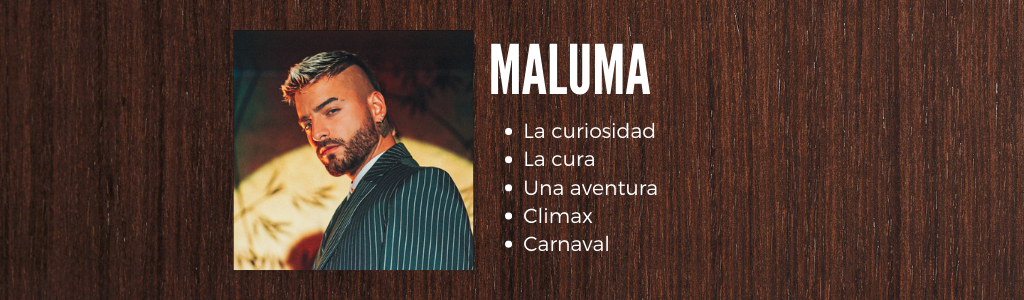 MALUMA
• La curiosidad
• La cura
• Una aventura
• Climax
• Carnaval